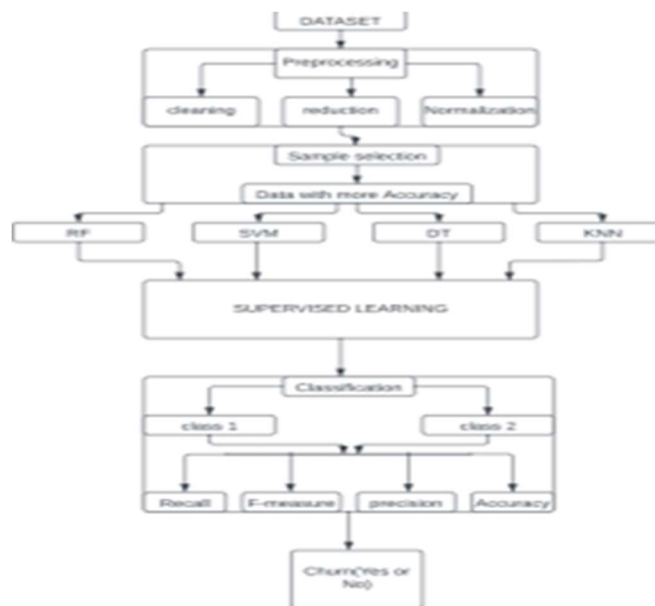 DATASET
Preprocessing
cleaning
reduction
Normalization
Sample selection
Data with more Accuracy
RF
SVM
DT
KNN
SUPERVISED LEARNING
Classification
class 1
class 2
Recall
F-measure
precision
Accuracy
Churn(Yes or
No)